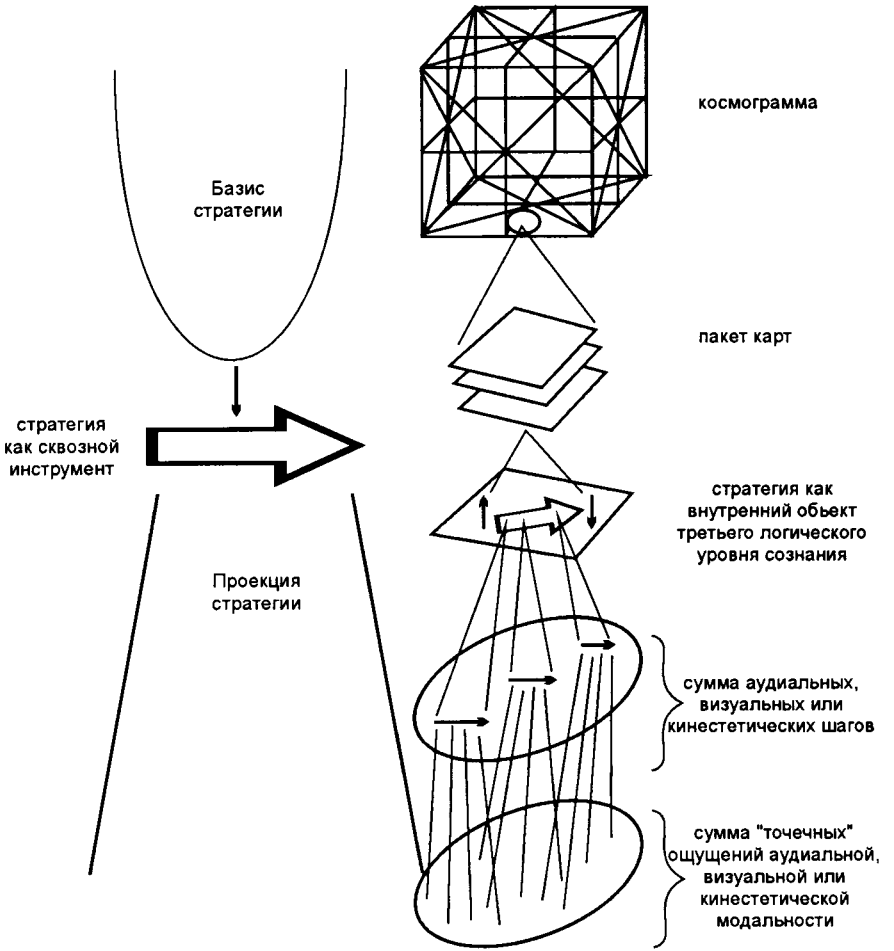 космограмма
Базис
стратегии
пакет карт
стратегия
как сквозной
инструмент
стратегия как
внутренний обьект
третьего логического
уровня сознания
Проекция
стратегии
сумма аудиальных,
визуальных или
кинестетических шагов
сумма "точечных"
ощущений аудиальной,
визуальной или
кинестетической
модальности